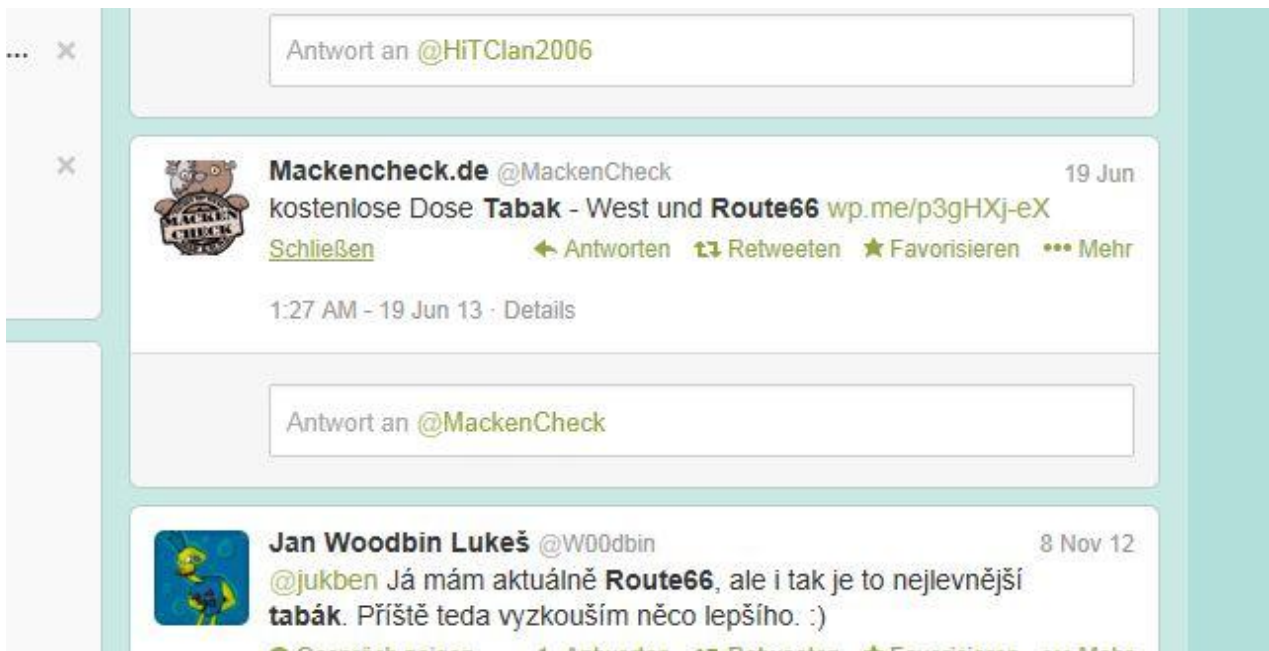 ...
Antwort an @HiTClan2006
Mackencheck.de @MackenCheck 19 Jun
MACKEN
CHECK
kostenlose Dose Tabak - West und Route66 wp.me/p3gHXj-eX
Schließen Antworten Retweeten Favorisieren ••• Mehr
1:27 AM - 19 Jun 13 · Details
Antwort an @MackenCheck
Jan Woodbin Lukeš @W00dbin 8 Nov 12
@jukben Já mám aktuálně Route66, ale i tak je to nejlevnější
tabák. Příště teda vyzkouším něco lepšího. :)